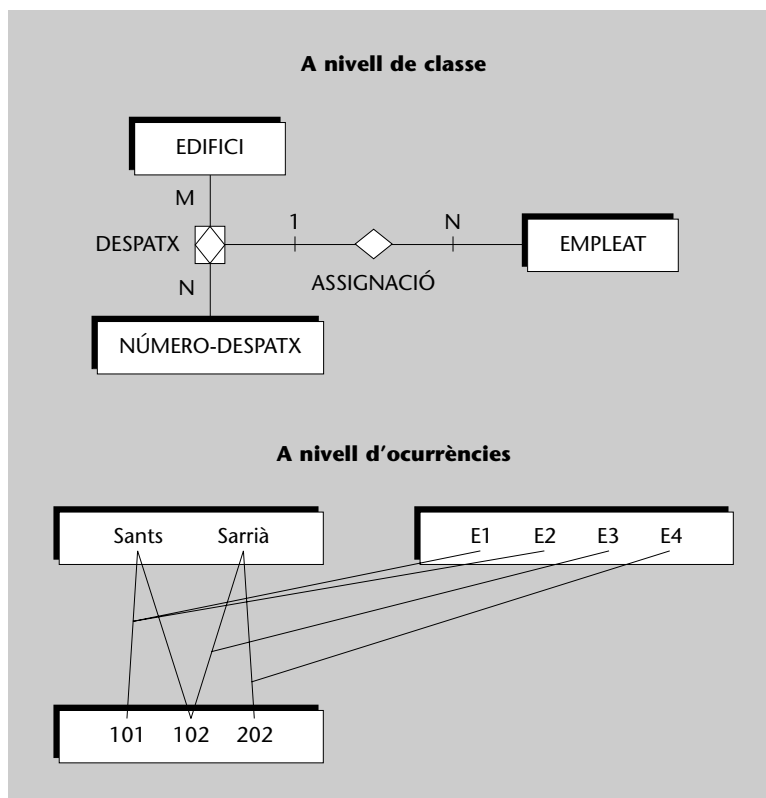 A nivell de classe
EDIFICI
M
1 N
DESPATX EMPLEAT
N ASSIGNACIÓ
NÚMERO-DESPATX
A nivell d’ocurrències
Sants Sarrià E1 E2 E3 E4
101 102 202